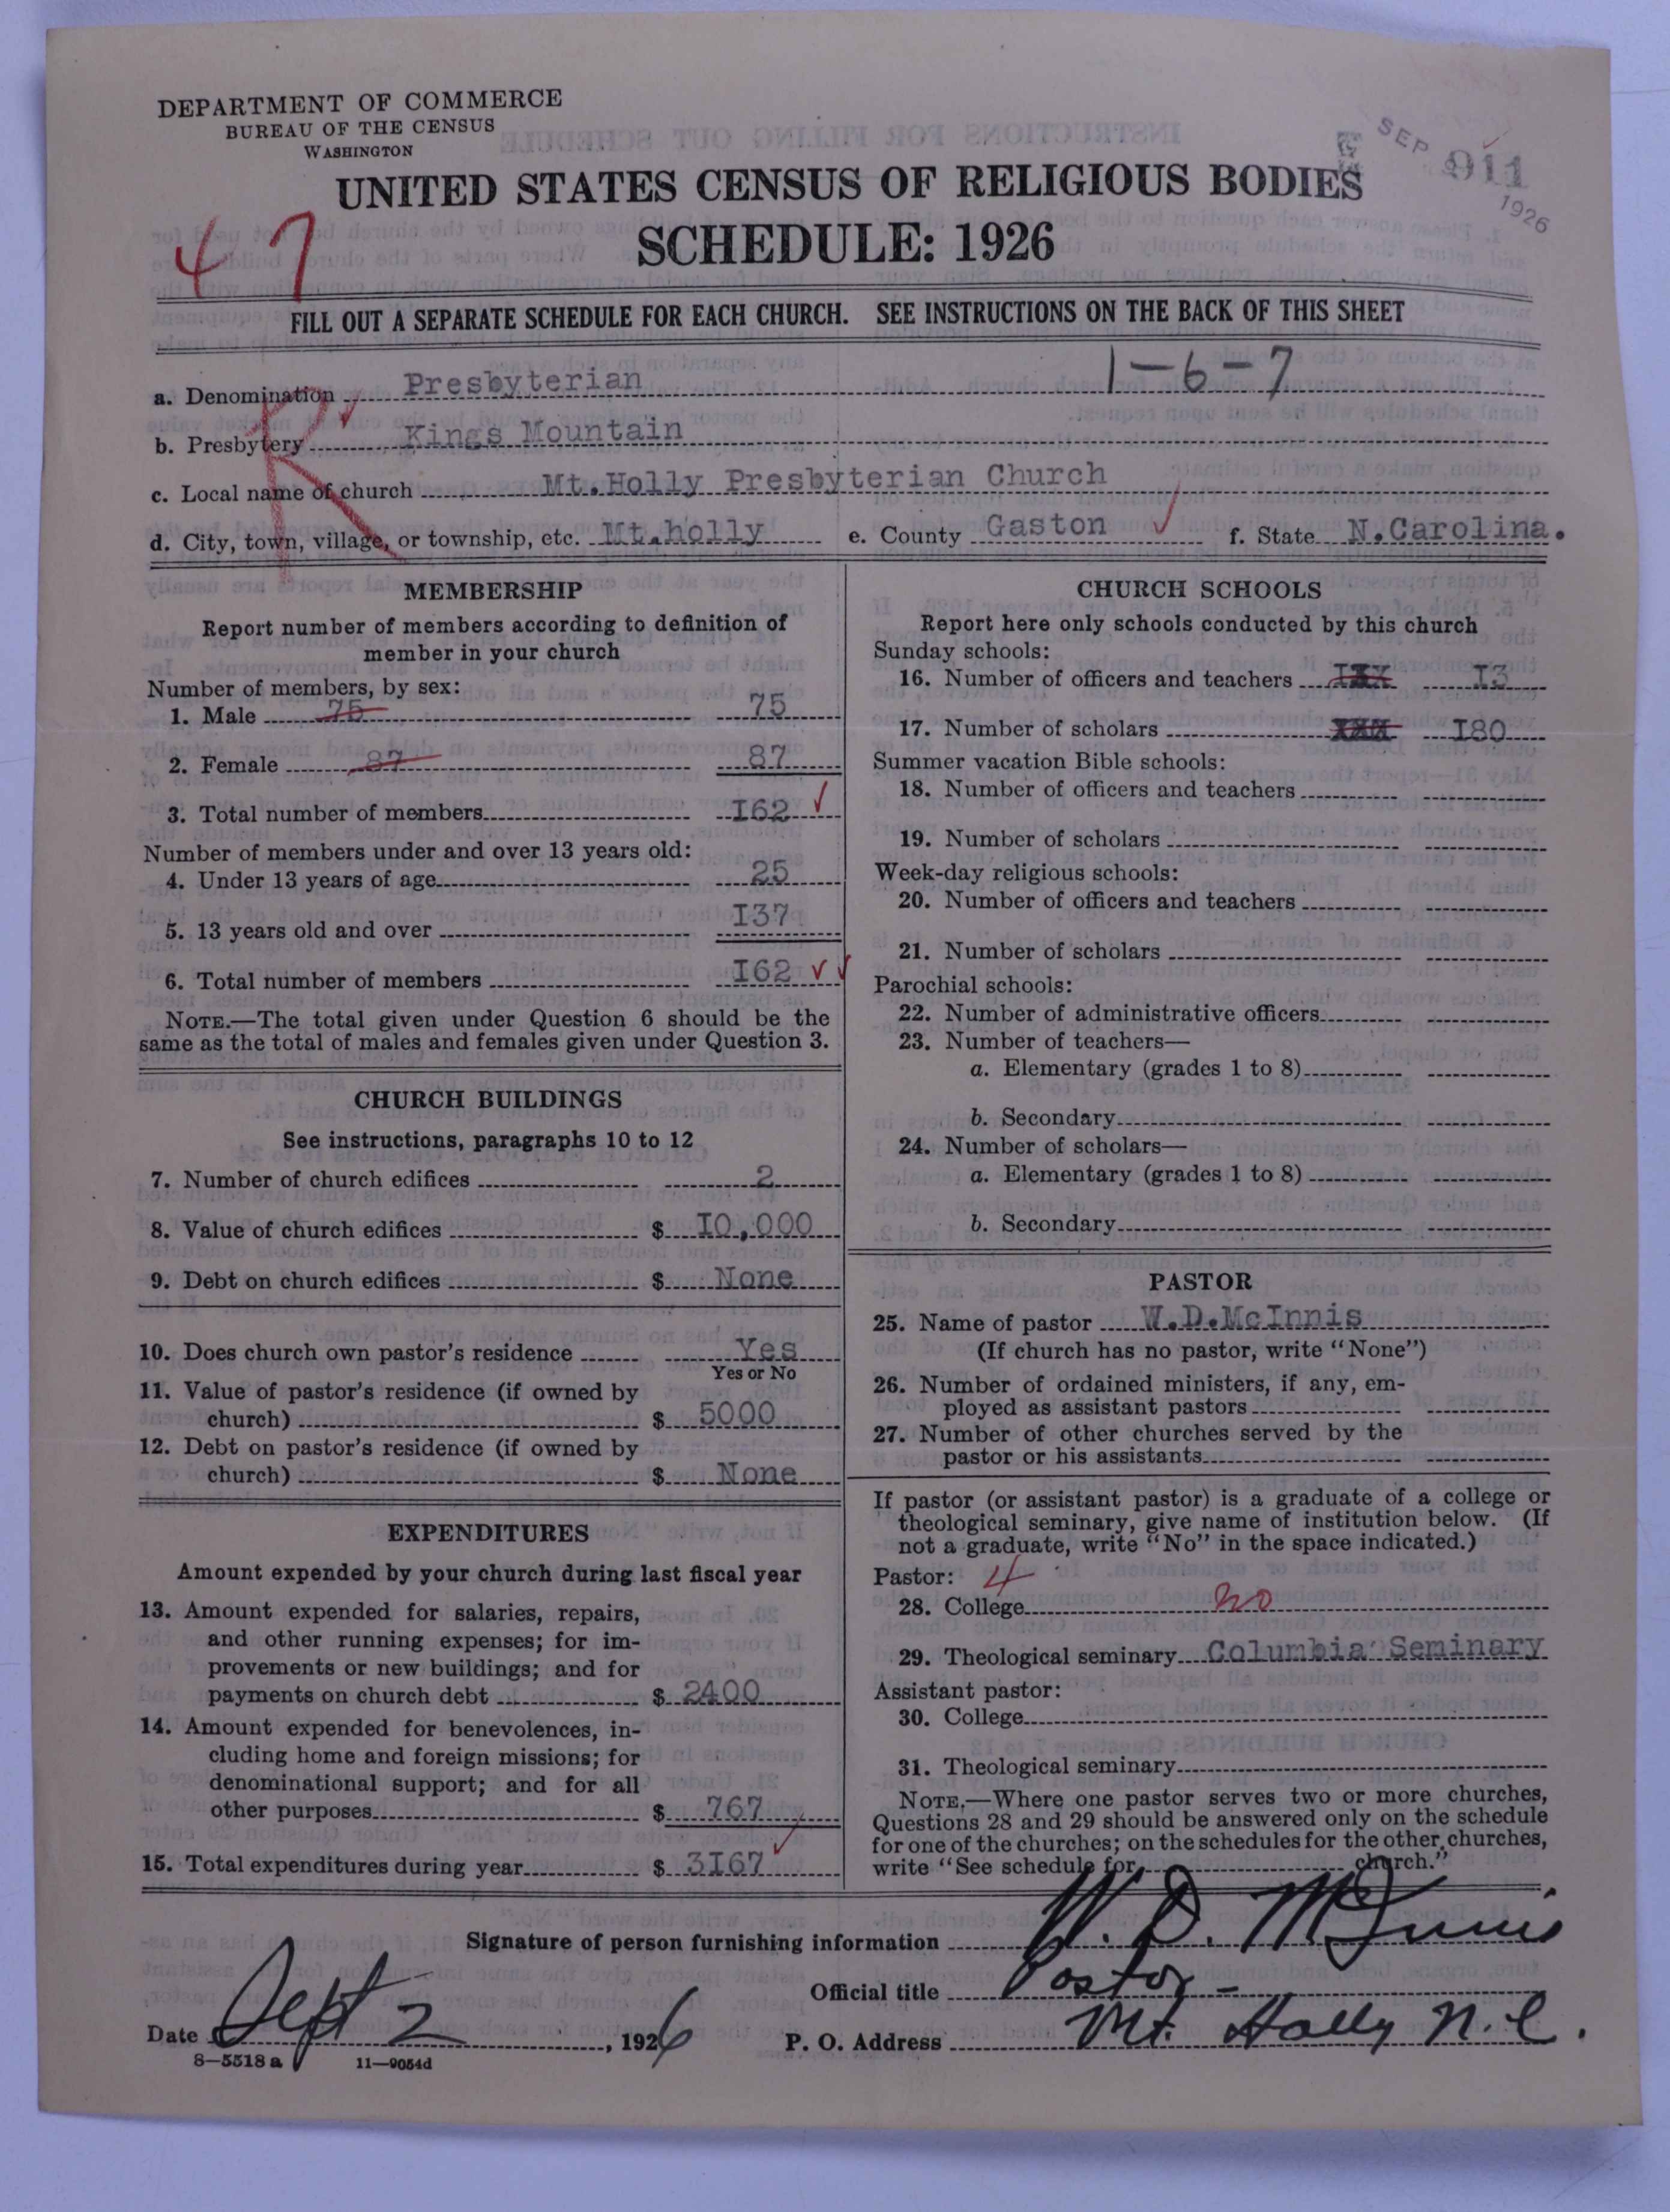 DEPARTMENT OF COMMERCE
BUREAU OF THE CENSUS
WASHINGTON
SEP 1926
UNITED STATES CENSUS OF RELIGIOUS BODIES
SCHEDULE: 1926
47
FILL OUT A SEPARATE SCHEDULE FOR EACH CHURCH. SEE INSTRUCTIONS ON THE BACK OF THIS SHEET
a. Denomination Presbyterian 1-6-7
b. Presbytery Kings Mountain
R
c. Local name of church Mt.Holly Presbyterian Church
d. City, town, village, or township, etc. Mt.holly e. County Gaston f. State N.Carolina.
MEMBERSHIP
Report number of members according to definition of
member in your church
Number of members, by sex:
1. Male 75 75
2. Female 87 87
3. Total number of members I62
Number of members under and over 13 years old:
4. Under 13 years of age 25
5. 13 years old and over I37
6. Total number of members I62
NOTE.—The total given under Question 6 should be the
same as the total of males and females given under Question 3.
CHURCH BUILDINGS
See instructions, paragraphs 10 to 12
7. Number of church edifices 2
8. Value of church edifices $ I0,000
9. Debt on church edifices $ None
10. Does church own pastor's residence Yes
Yes or No
11. Value of pastor's residence (if owned by
church) $ 5000
12. Debt on pastor's residence (if owned by
church) $ None
EXPENDITURES
Amount expended by your church during last fiscal year
13. Amount expended for salaries, repairs,
and other running expenses; for im-
provements or new buildings; and for
payments on church debt $ 2400
14. Amount expended for benevolences, in-
cluding home and foreign missions; for
denominational support; and for all
other purposes $ 767
15. Total expenditures during year $ 3I67
CHURCH SCHOOLS
Report here only schools conducted by this church
Sunday schools:
16. Number of officers and teachers I3
17. Number of scholars I80
Summer vacation Bible schools:
18. Number of officers and teachers
19. Number of scholars
Week-day religious schools:
20. Number of officers and teachers
21. Number of scholars
Parochial schools:
22. Number of administrative officers
23. Number of teachers—
a. Elementary (grades 1 to 8)
b. Secondary
24. Number of scholars—
a. Elementary (grades 1 to 8)
b. Secondary
PASTOR
25. Name of pastor W.D.McInnis
(If church has no pastor, write "None")
26. Number of ordained ministers, if any, em-
ployed as assistant pastors
27. Number of other churches served by the
pastor or his assistants
If pastor (or assistant pastor) is a graduate of a college or
theological seminary, give name of institution below. (If
not a graduate, write "No" in the space indicated.)
Pastor: 4
28. College no
29. Theological seminary Columbia Seminary
Assistant pastor:
30. College
31. Theological seminary
NOTE.—Where one pastor serves two or more churches,
Questions 28 and 29 should be answered only on the schedule
for one of the churches; on the schedules for the other churches,
write "See schedule for church."
Signature of person furnishing information W. D. McInnis
Official title Pastor -
Date Sept 2, 1926 P. O. Address Mt. Holly N.C.
8—5518 a 11—9054d